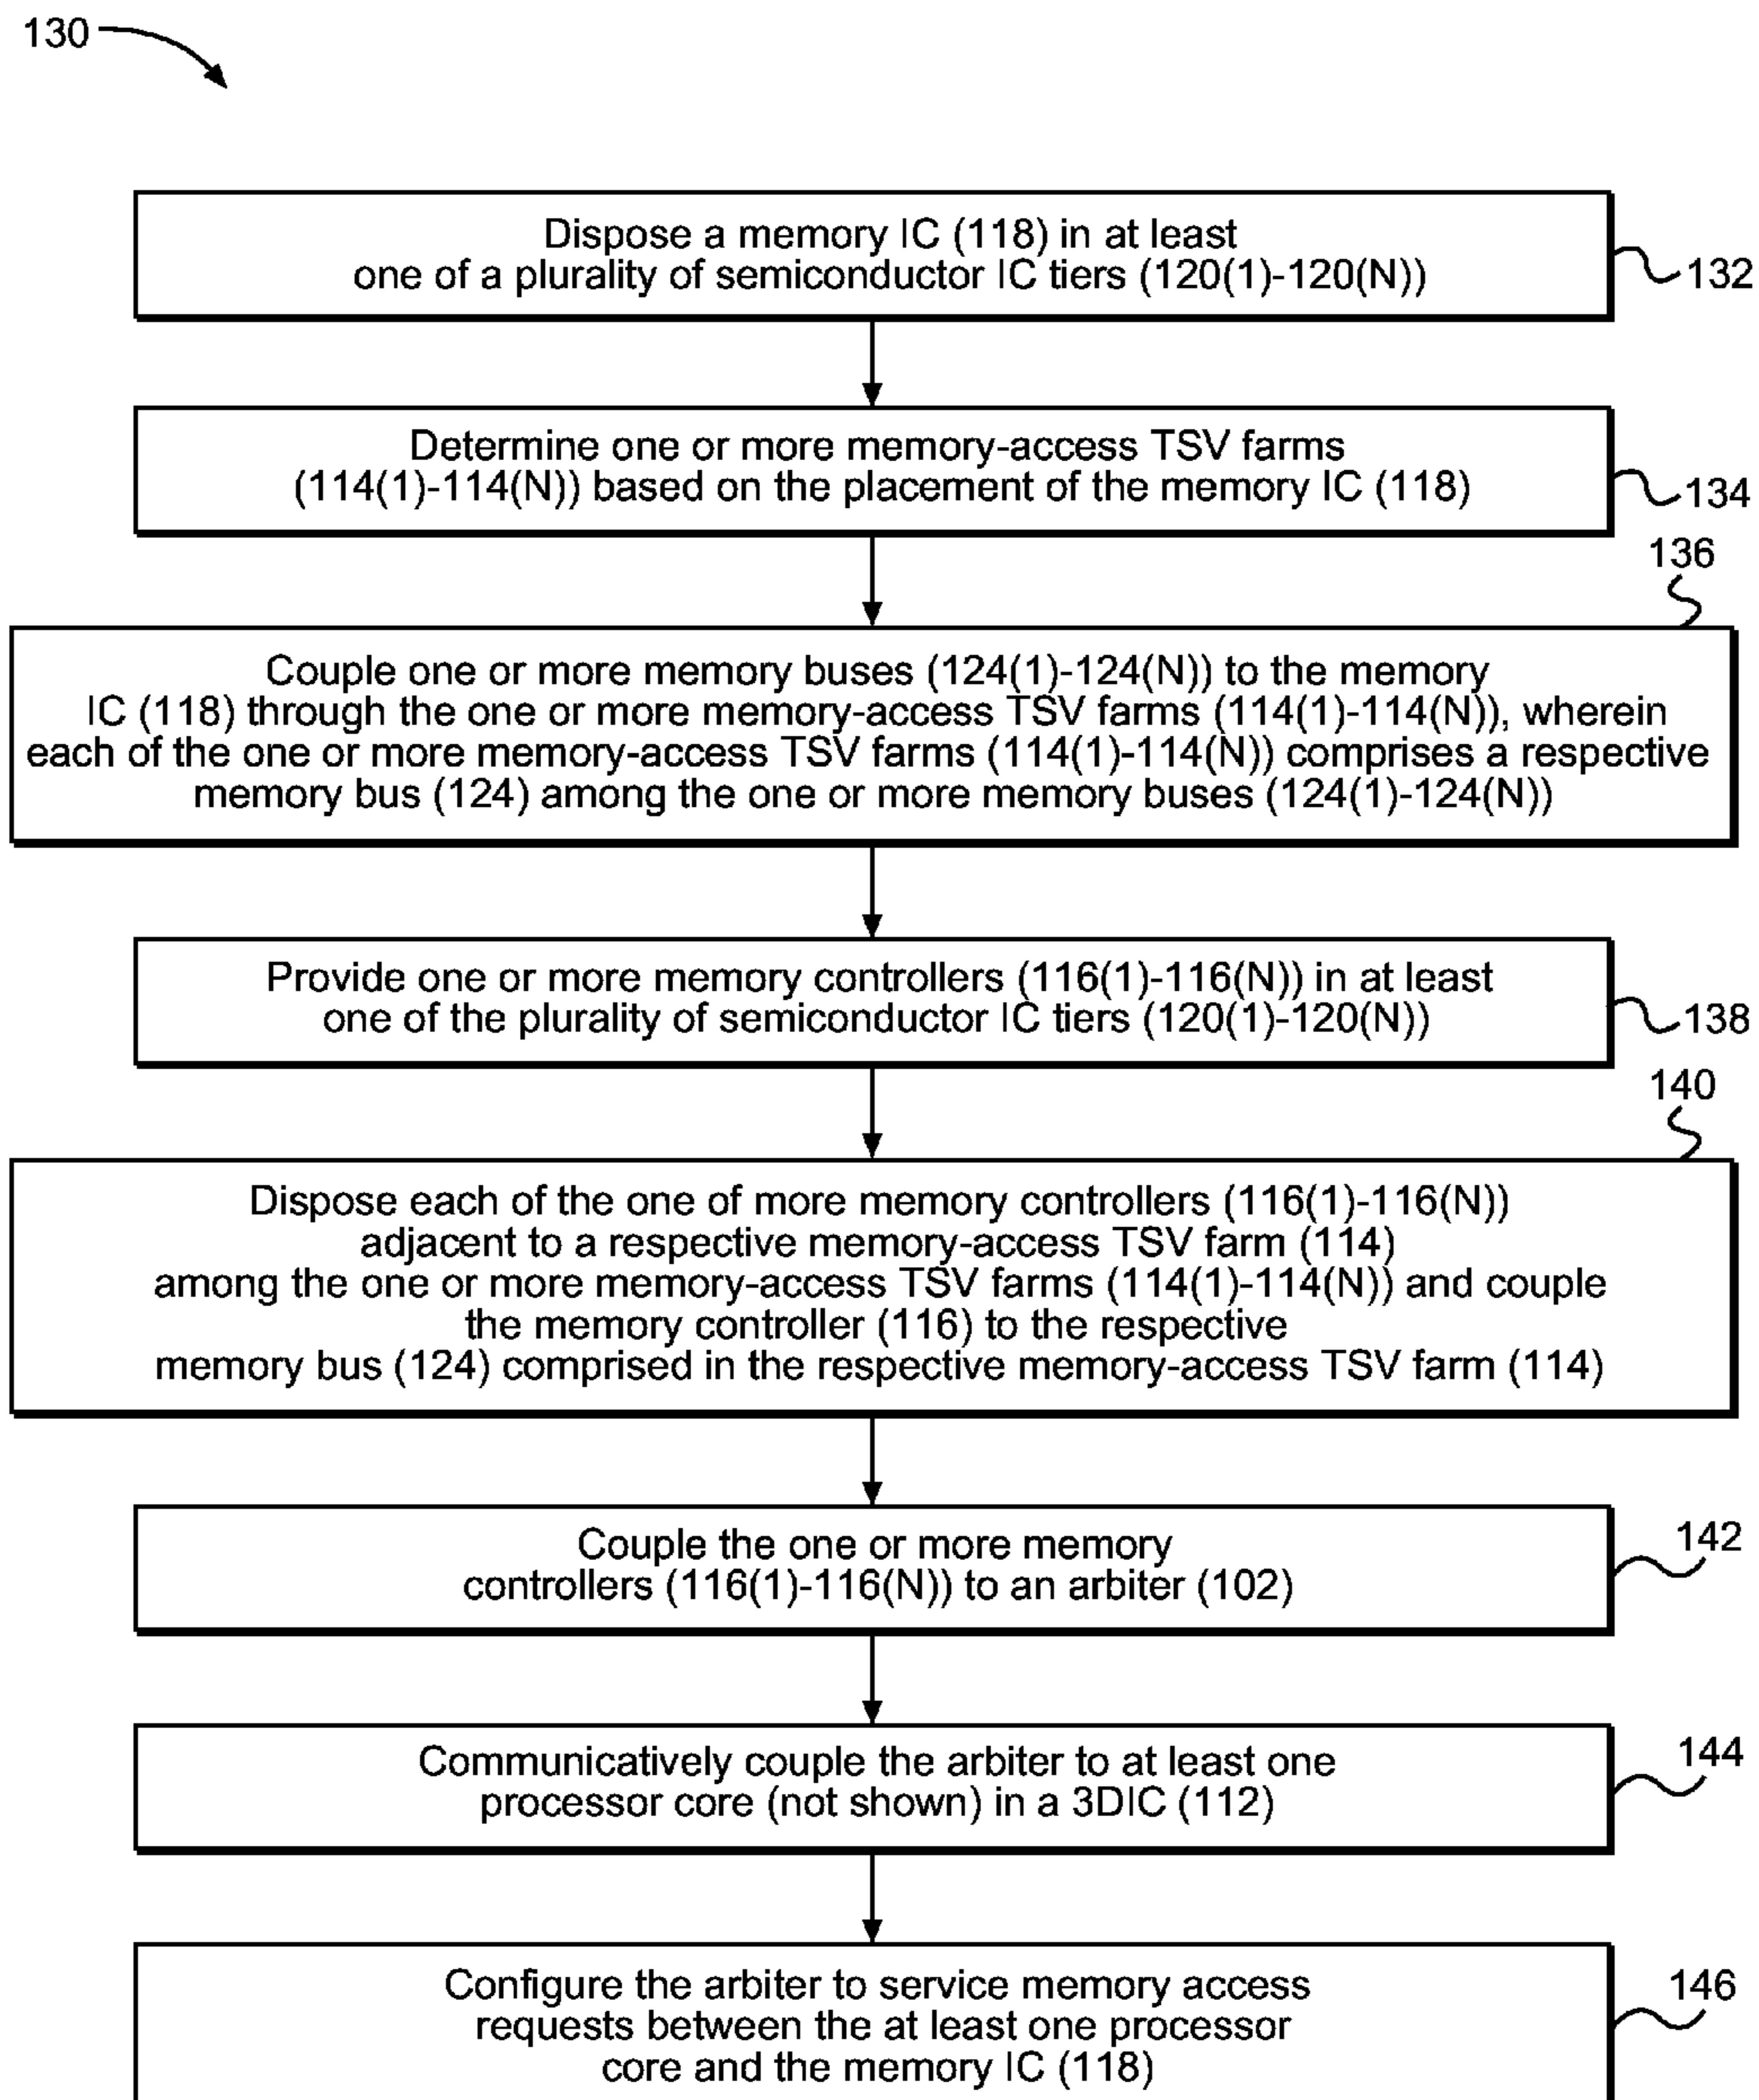 130
Dispose a memory IC (118) in at least
one of a plurality of semiconductor IC tiers (120(1)-120(N))
132
Determine one or more memory-access TSV farms
(114(1)-114(N)) based on the placement of the memory IC (118)
134
136
Couple one or more memory buses (124(1)-124(N)) to the memory
IC (118) through the one or more memory-access TSV farms (114(1)-114(N)), wherein
each of the one or more memory-access TSV farms (114(1)-114(N)) comprises a respective
memory bus (124) among the one or more memory buses (124(1)-124(N))
Provide one or more memory controllers (116(1)-116(N)) in at least
one of the plurality of semiconductor IC tiers (120(1)-120(N))
138
140
Dispose each of the one of more memory controllers (116(1)-116(N))
adjacent to a respective memory-access TSV farm (114)
among the one or more memory-access TSV farms (114(1)-114(N)) and couple
the memory controller (116) to the respective
memory bus (124) comprised in the respective memory-access TSV farm (114)
Couple the one or more memory
controllers (116(1)-116(N)) to an arbiter (102)
142
Communicatively couple the arbiter to at least one
processor core (not shown) in a 3DIC (112)
144
Configure the arbiter to service memory access
requests between the at least one processor
core and the memory IC (118)
146